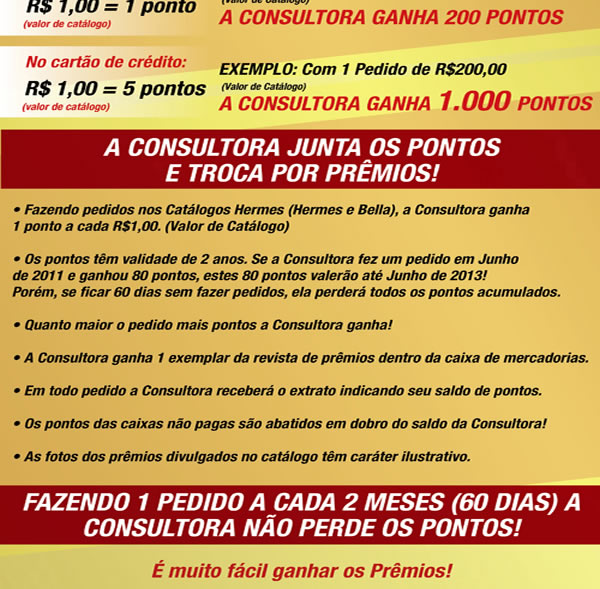 R$ 1,00 = 1 ponto
(valor de catálogo)
(Valor de Catálogo)
A CONSULTORA GANHA 200 PONTOS
No cartão de crédito:
R$ 1,00 = 5 pontos
(valor de catálogo)
EXEMPLO: Com 1 Pedido de R$200,00
(Valor de Catálogo)
A CONSULTORA GANHA 1.000 PONTOS
A CONSULTORA JUNTA OS PONTOS
E TROCA POR PRÊMIOS!
• Fazendo pedidos nos Catálogos Hermes (Hermes e Bella), a Consultora ganha
1 ponto a cada R$1,00. (Valor de Catálogo)
• Os pontos têm validade de 2 anos. Se a Consultora fez um pedido em Junho
de 2011 e ganhou 80 pontos, estes 80 pontos valerão até Junho de 2013!
Porém, se ficar 60 dias sem fazer pedidos, ela perderá todos os pontos acumulados.
• Quanto maior o pedido mais pontos a Consultora ganha!
• A Consultora ganha 1 exemplar da revista de prêmios dentro da caixa de mercadorias.
• Em todo pedido a Consultora receberá o extrato indicando seu saldo de pontos.
• Os pontos das caixas não pagas são abatidos em dobro do saldo da Consultora!
• As fotos dos prêmios divulgados no catálogo têm caráter ilustrativo.
FAZENDO 1 PEDIDO A CADA 2 MESES (60 DIAS) A
CONSULTORA NÃO PERDE OS PONTOS!
É muito fácil ganhar os Prêmios!